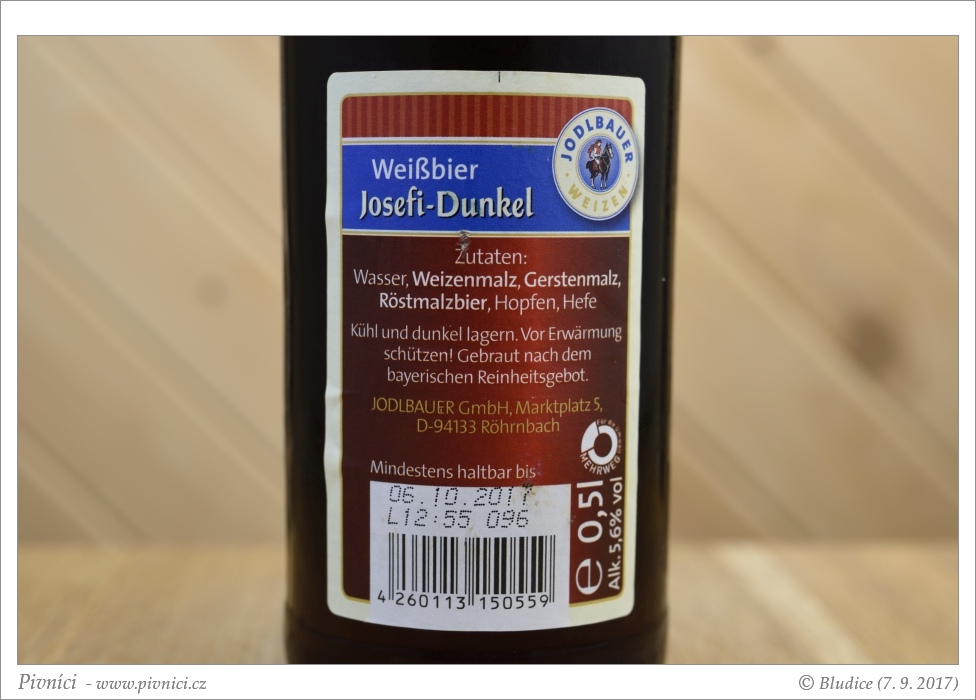 JODLBAUER
WEIZEN
Weißbier
Josefi-Dunkel
Zutaten:
Wasser, Weizenmalz, Gerstenmalz,
Röstmalzbier, Hopfen, Hefe
Kühl und dunkel lagern. Vor Erwärmung
schützen! Gebraut nach dem
bayerischen Reinheitsgebot.
JODLBAUER GmbH, Marktplatz 5,
D-94133 Röhrnbach
MEHRWEG
Mindestens haltbar bis
06.10.2017
L12:55 096
e 0,5l
Alk. 5,6% vol
4 260113 150559
Pivníci - www.pivnici.cz
© Bludice (7. 9. 2017)